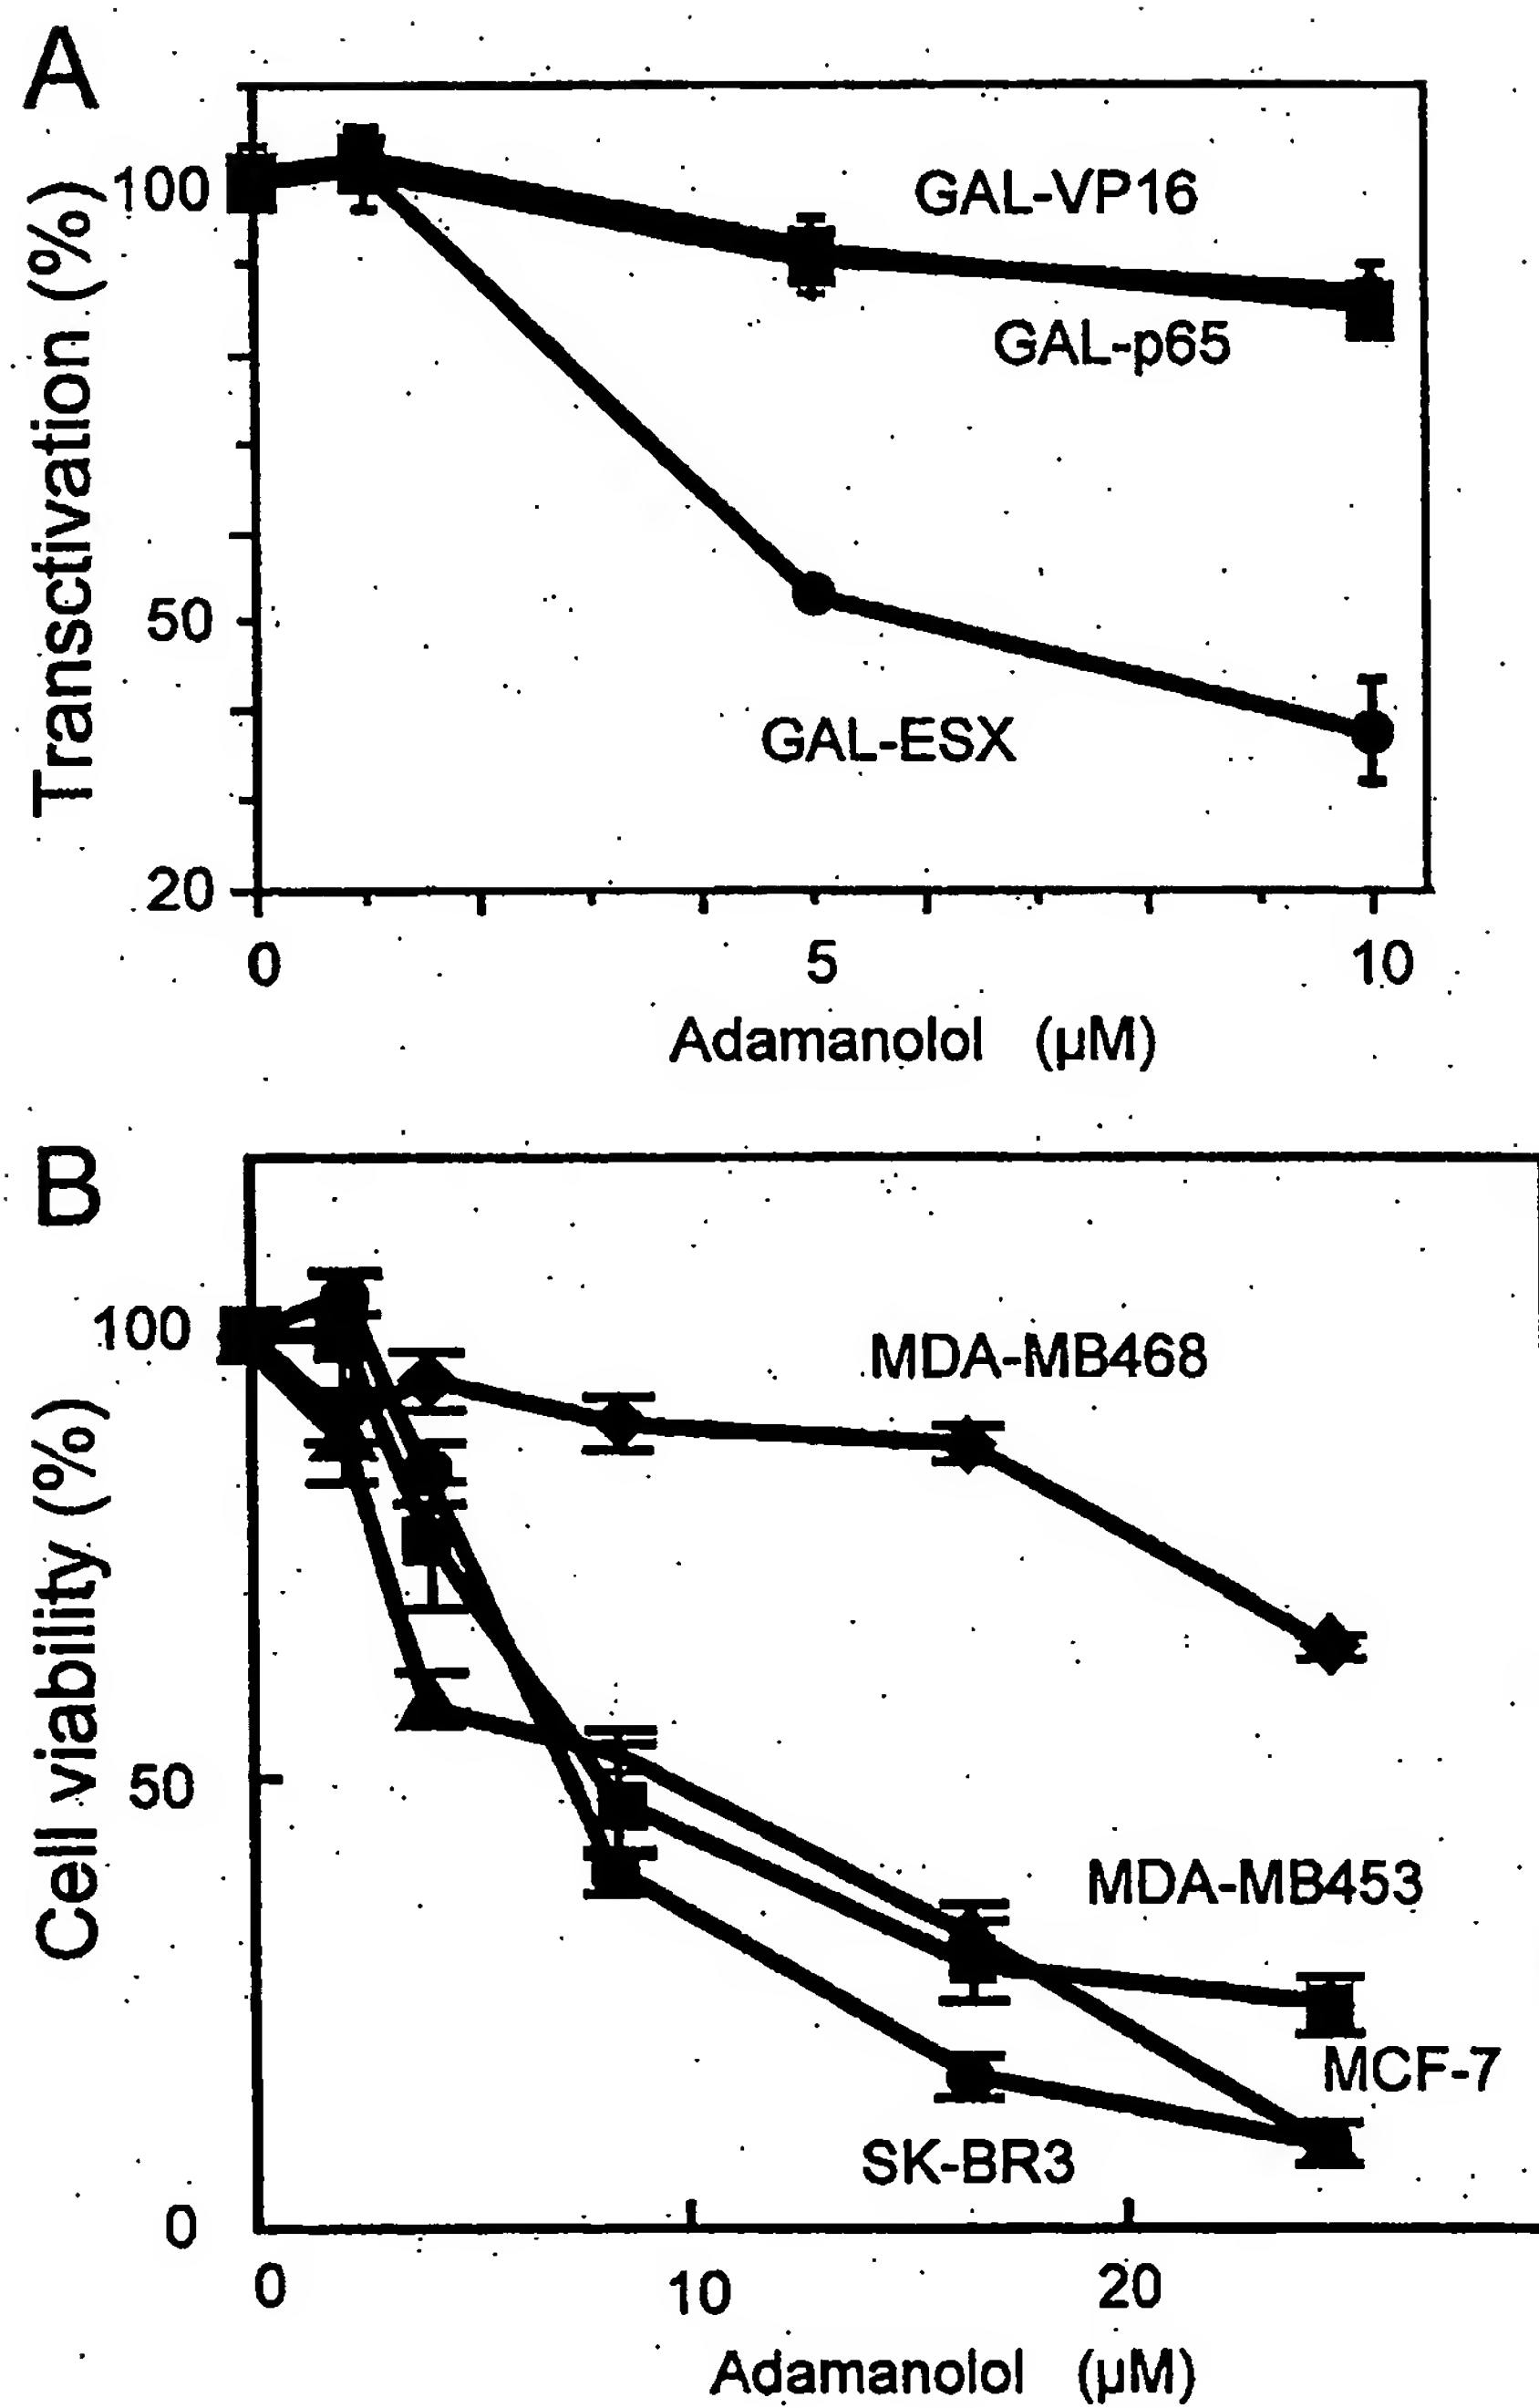 A
Transctivation (%)
100
50
20
GAL-VP16
GAL-p65
GAL-ESX
0 5 10
Adamanolol (µM)
B
Cell viability (%)
100
50
0
MDA-MB468
MDA-MB453
MCF-7
SK-BR3
0 10 20
Adamanolol (µM)